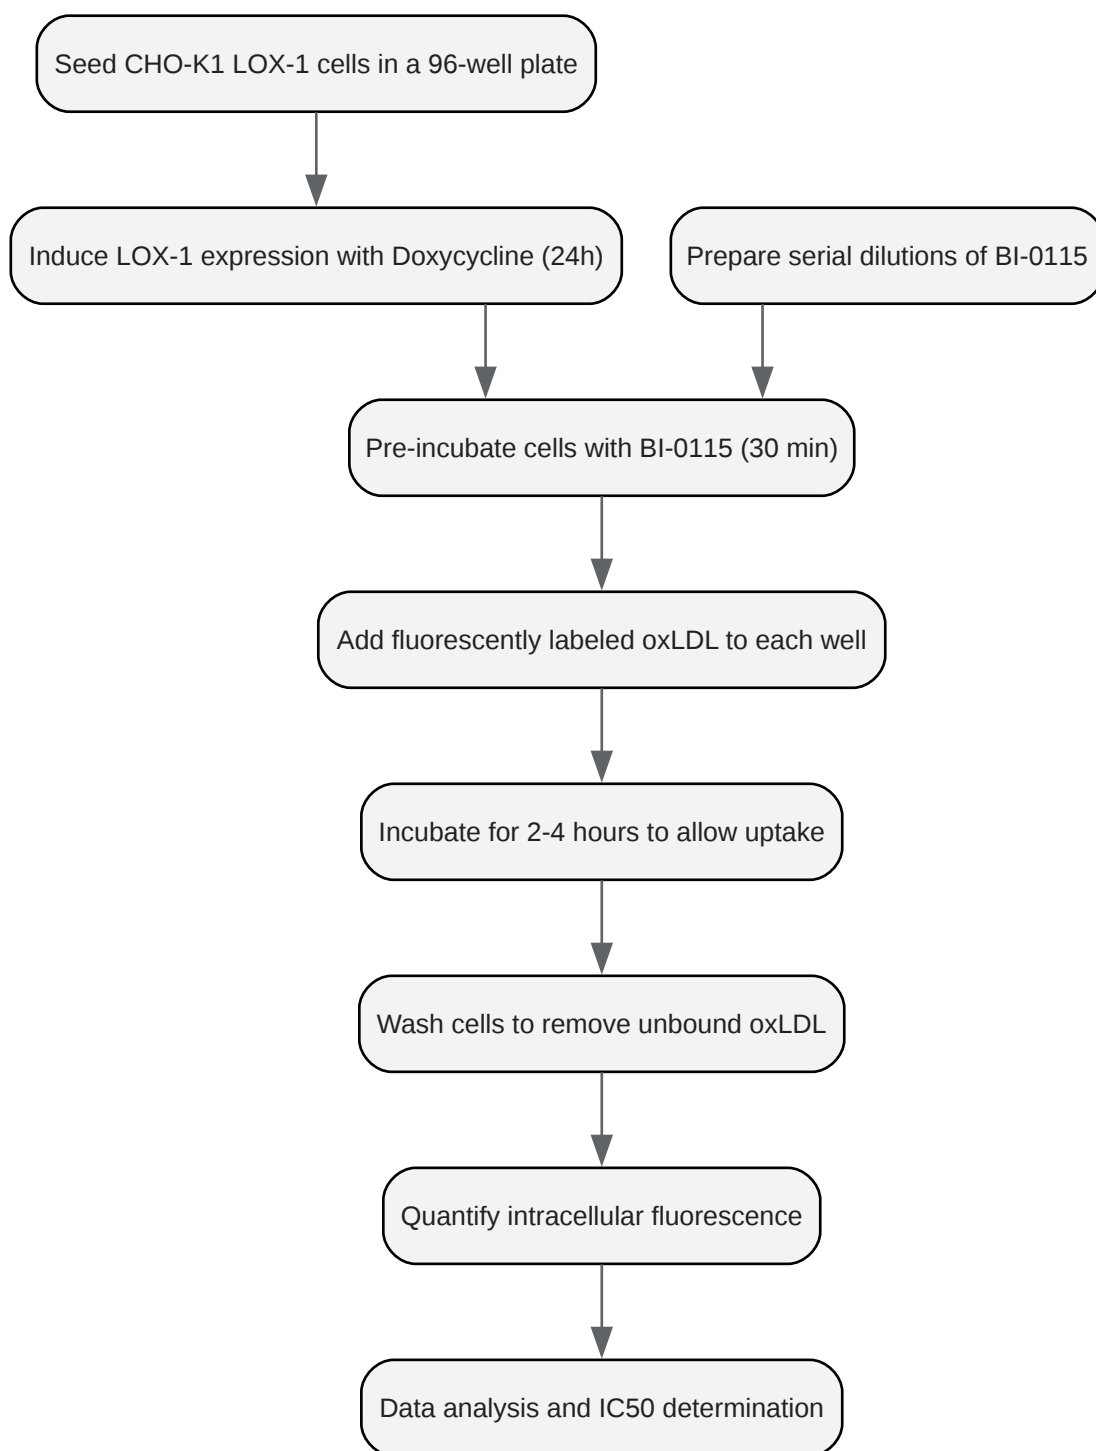 Seed CHO-K1 LOX-1 cells in a 96-well plate
Induce LOX-1 expression with Doxycycline (24h)
Prepare serial dilutions of BI-0115
Pre-incubate cells with BI-0115 (30 min)
Add fluorescently labeled oxLDL to each well
Incubate for 2-4 hours to allow uptake
Wash cells to remove unbound oxLDL
Quantify intracellular fluorescence
Data analysis and IC50 determination